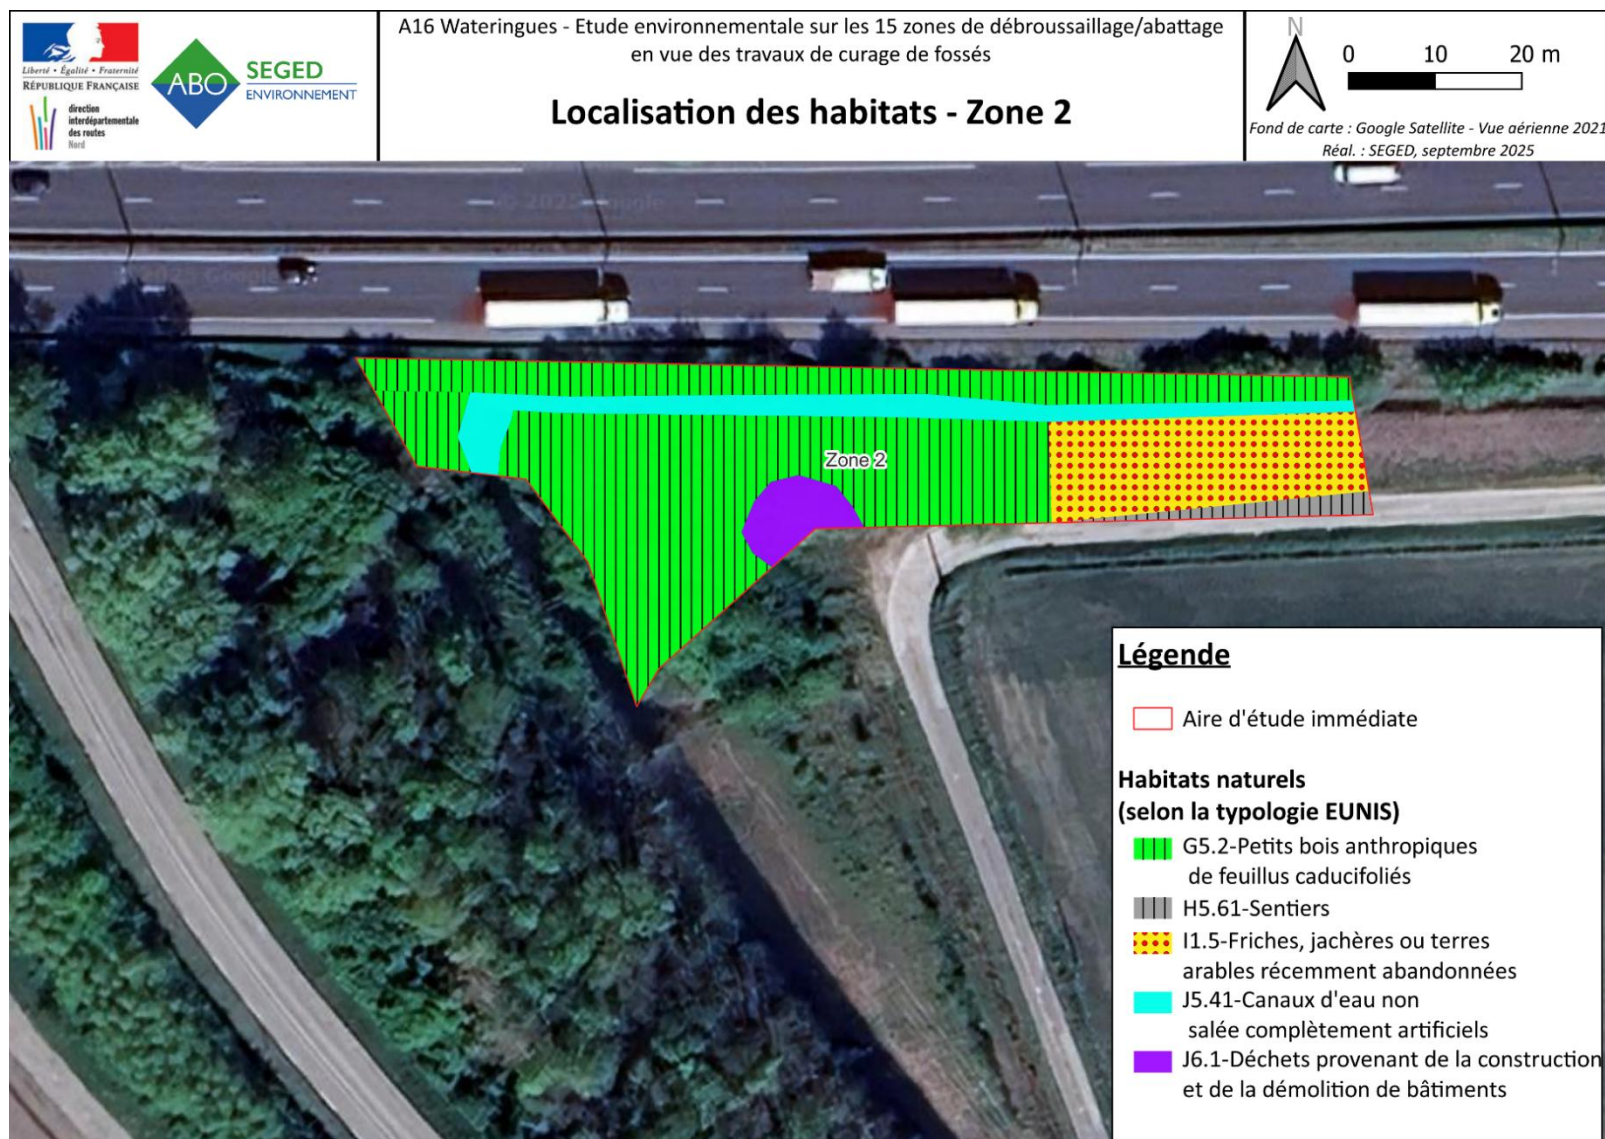 Liberté • Égalité • Fraternité
RÉPUBLIQUE FRANÇAISE
direction
interdépartementale
des routes
Nord
ABO
SEGED
ENVIRONNEMENT
A16 Wateringues - Etude environnementale sur les 15 zones de débroussaillage/abattage
en vue des travaux de curage de fossés
Localisation des habitats - Zone 2
N
0 10 20 m
Fond de carte : Google Satellite - Vue aérienne 2021
Réal. : SEGED, septembre 2025
Zone 2
Légende
Aire d'étude immédiate
Habitats naturels
(selon la typologie EUNIS)
G5.2-Petits bois anthropiques
de feuillus caducifoliés
H5.61-Sentiers
I1.5-Friches, jachères ou terres
arables récemment abandonnées
J5.41-Canaux d'eau non
salée complètement artificiels
J6.1-Déchets provenant de la construction
et de la démolition de bâtiments